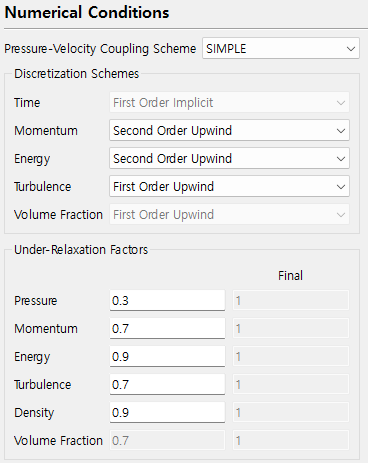 Numerical Conditions
Pressure-Velocity Coupling Scheme SIMPLE
Discretization Schemes
Time First Order Implicit
Momentum Second Order Upwind
Energy Second Order Upwind
Turbulence First Order Upwind
Volume Fraction First Order Upwind
Under-Relaxation Factors
Final
Pressure 0.3 1
Momentum 0.7 1
Energy 0.9 1
Turbulence 0.7 1
Density 0.9 1
Volume Fraction 0.7 1